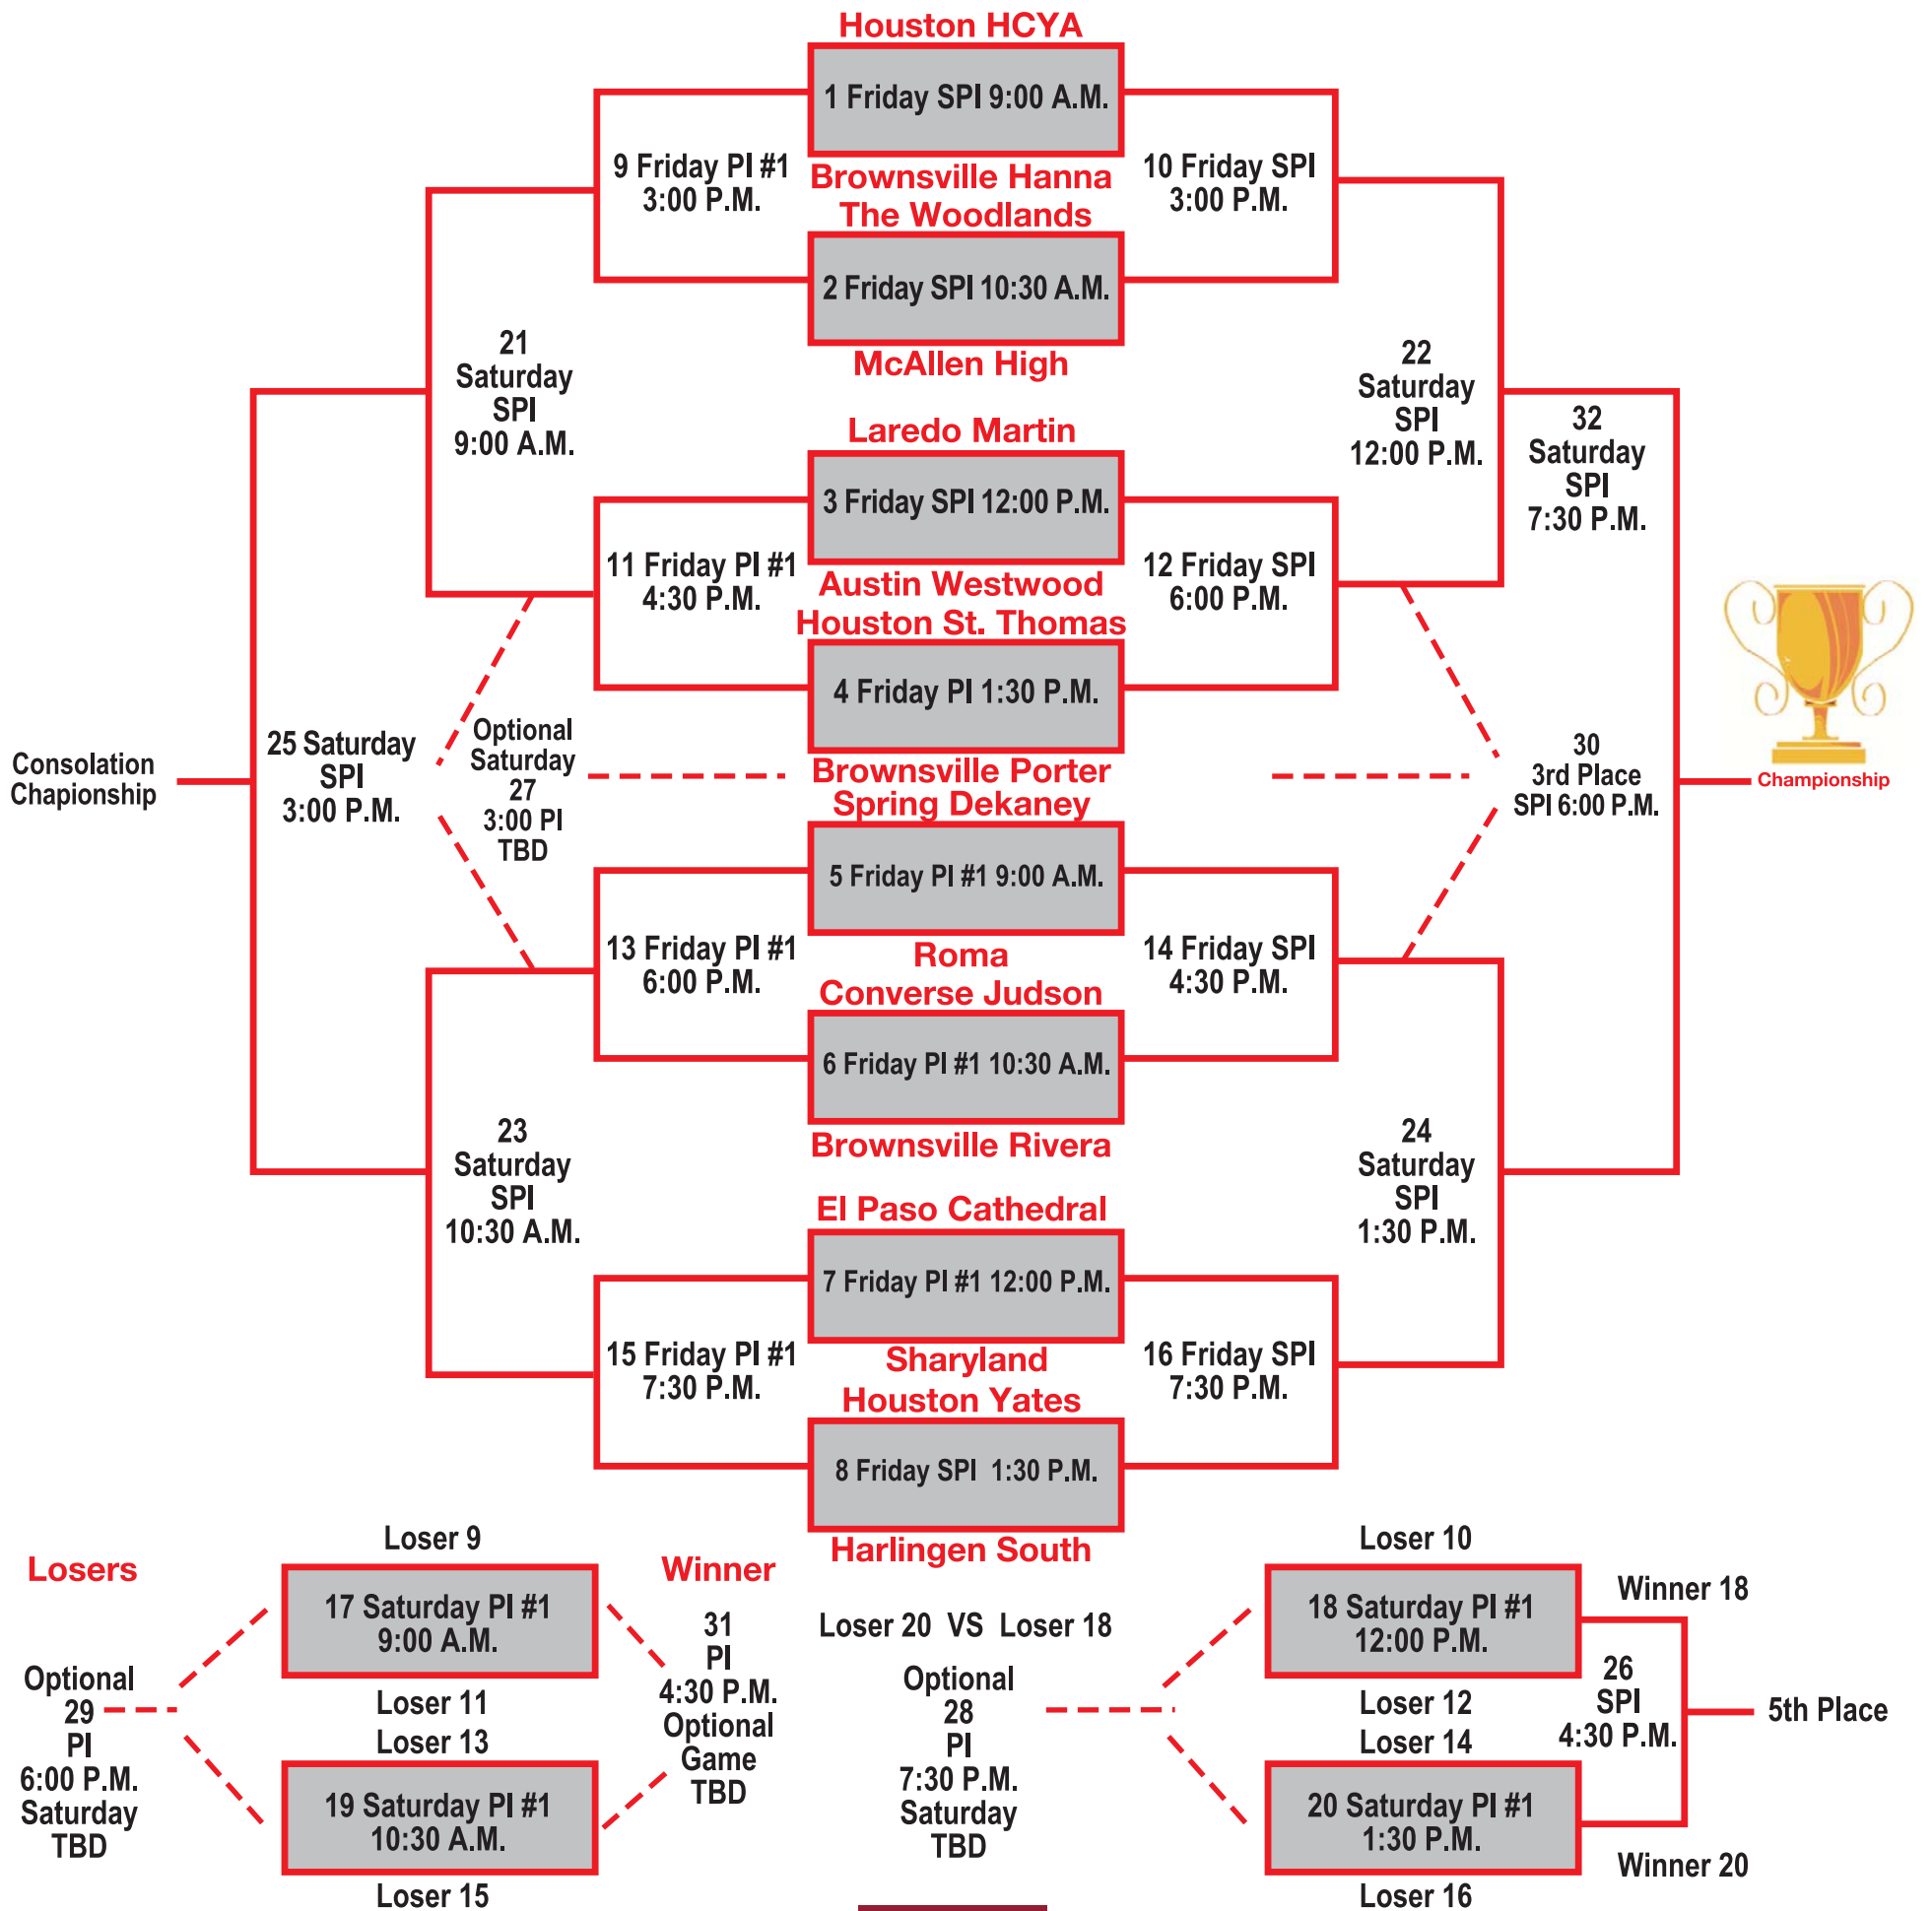 Houston HCYA
1 Friday SPI 9:00 A.M.
9 Friday PI #1
3:00 P.M.
Brownsville Hanna
The Woodlands
10 Friday SPI
3:00 P.M.
2 Friday SPI 10:30 A.M.
McAllen High
21
Saturday
SPI
9:00 A.M.
22
Saturday
SPI
12:00 P.M.
Laredo Martin
3 Friday SPI 12:00 P.M.
32
Saturday
SPI
7:30 P.M.
11 Friday PI #1
4:30 P.M.
Austin Westwood
Houston St. Thomas
12 Friday SPI
6:00 P.M.
4 Friday PI 1:30 P.M.
Consolation
Chapionship
25 Saturday
SPI
3:00 P.M.
Optional
Saturday
27
3:00 PI
TBD
Brownsville Porter
Spring Dekaney
30
3rd Place
SPI 6:00 P.M.
Championship
5 Friday PI #1 9:00 A.M.
13 Friday PI #1
6:00 P.M.
Roma
Converse Judson
14 Friday SPI
4:30 P.M.
6 Friday PI #1 10:30 A.M.
Brownsville Rivera
23
Saturday
SPI
10:30 A.M.
24
Saturday
SPI
1:30 P.M.
El Paso Cathedral
7 Friday PI #1 12:00 P.M.
15 Friday PI #1
7:30 P.M.
Sharyland
Houston Yates
16 Friday SPI
7:30 P.M.
8 Friday SPI 1:30 P.M.
Harlingen South
Losers
Loser 9
17 Saturday PI #1
9:00 A.M.
Loser 11
Loser 13
19 Saturday PI #1
10:30 A.M.
Loser 15
Optional
29
PI
6:00 P.M.
Saturday
TBD
Winner
31
PI
4:30 P.M.
Optional
Game
TBD
Loser 20 VS Loser 18
Optional
28
PI
7:30 P.M.
Saturday
TBD
Loser 10
18 Saturday PI #1
12:00 P.M.
Loser 12
Loser 14
20 Saturday PI #1
1:30 P.M.
Loser 16
Winner 18
26
SPI
4:30 P.M.
5th Place
Winner 20